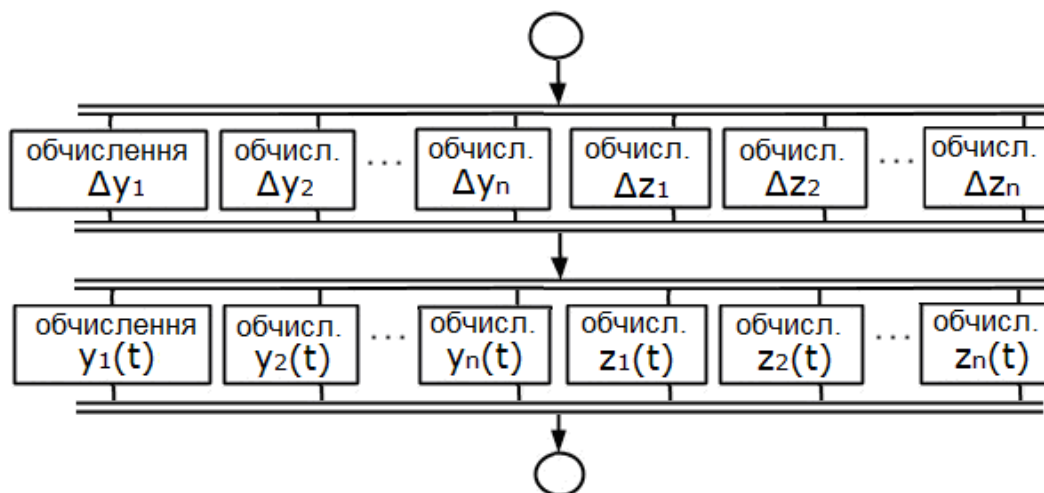 обчислення обчисл. обчисл. обчисл. обчисл. обчисл.
Δy1 Δy2 ... Δyn Δz1 Δz2 ... Δzn
обчислення обчисл. обчисл. обчисл. обчисл. обчисл.
y1(t) y2(t) ... yn(t) z1(t) z2(t) ... zn(t)